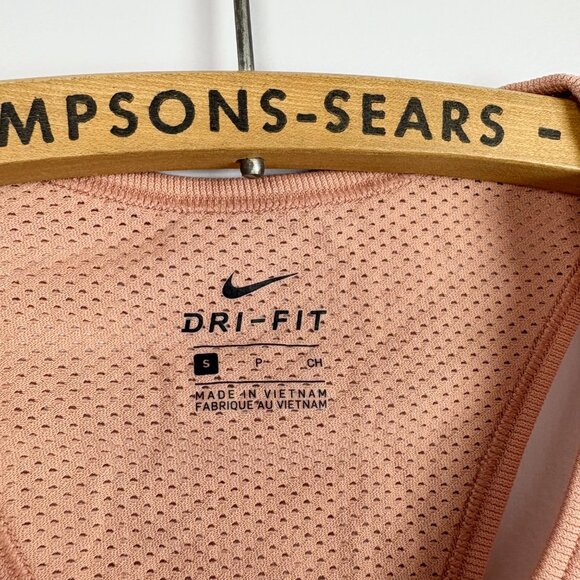 MPSONS-SEARS -
DRI-FIT
S P CH
MADE IN VIETNAM
FABRIQUE AU VIETNAM